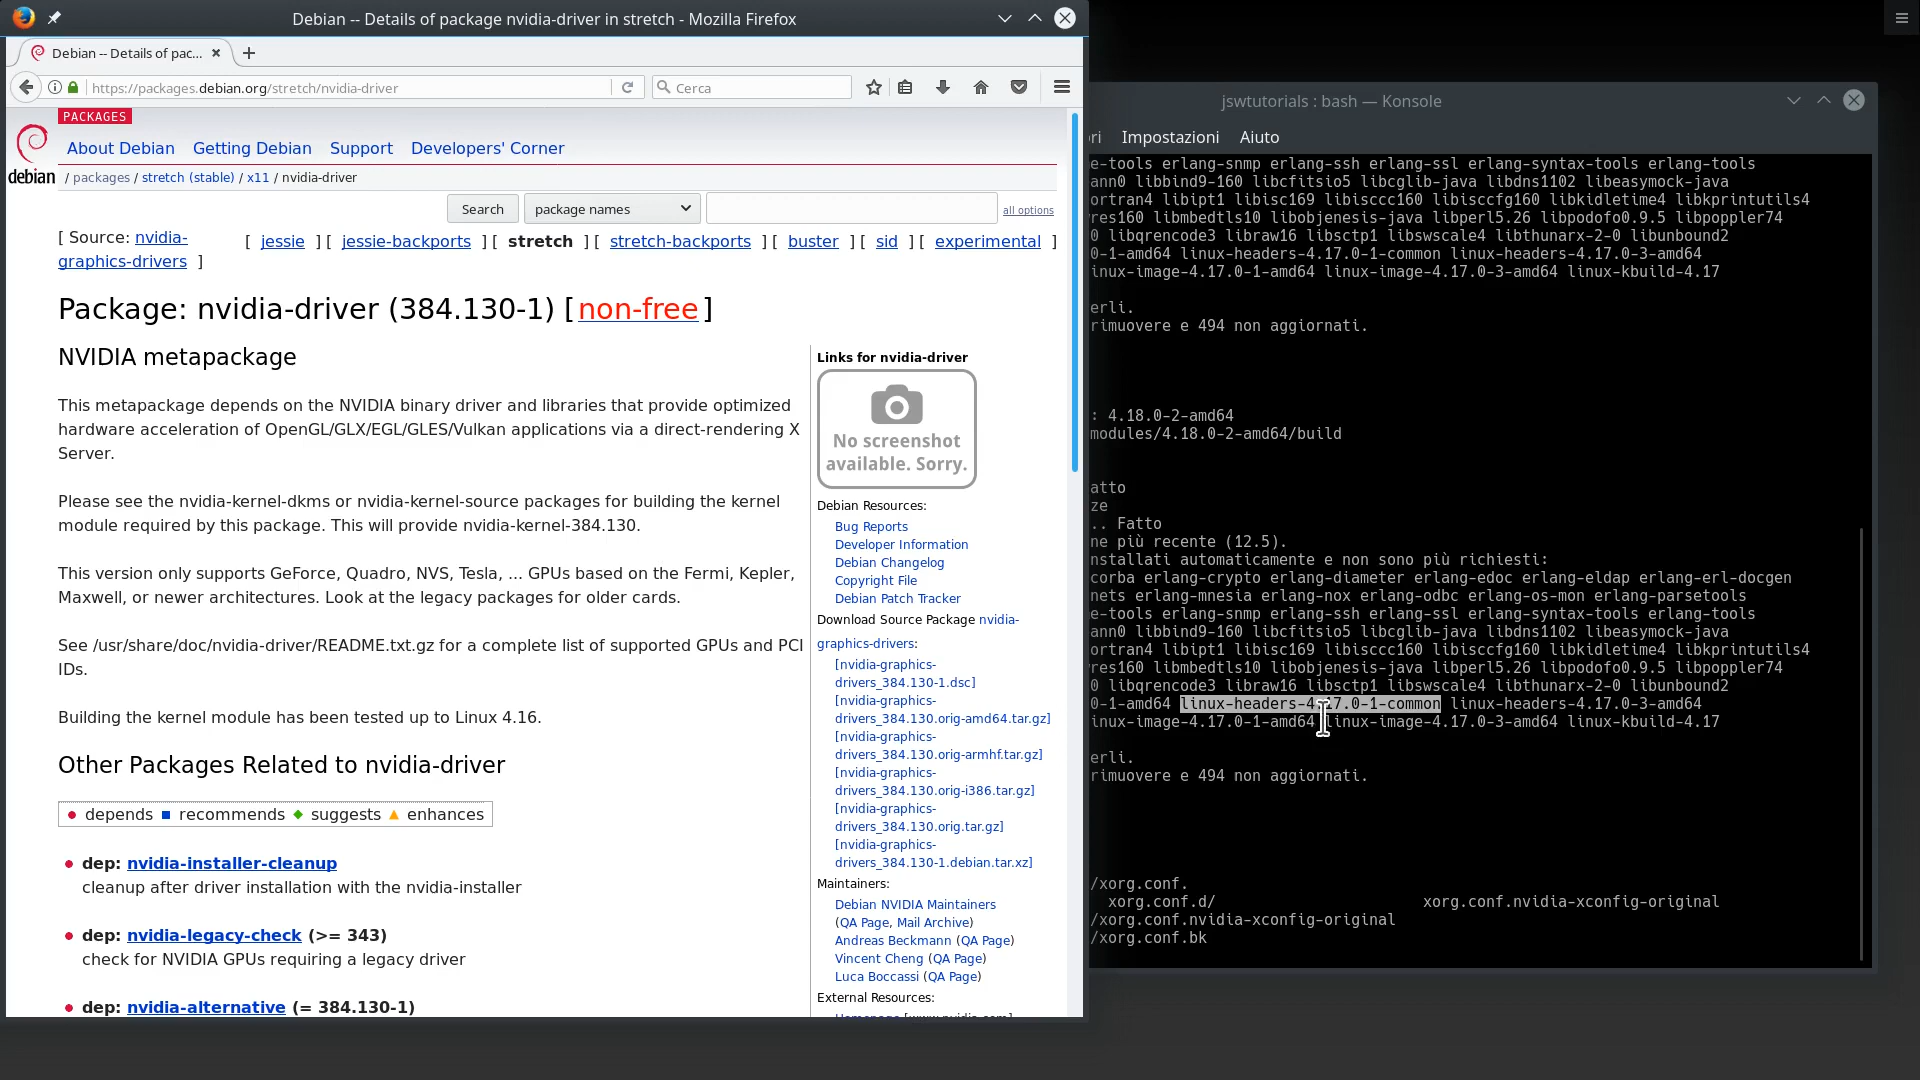 Debian -- Details of package nvidia-driver in stretch - Mozilla Firefox
Debian -- Details of pac...
https://packages.debian.org/stretch/nvidia-driver
Cerca
PACKAGES
About Debian Getting Debian Support Developers' Corner
debian
/ packages / stretch (stable) / x11 / nvidia-driver
Search package names all options
[ Source: nvidia-graphics-drivers ]
[ jessie ] [ jessie-backports ] [ stretch ] [ stretch-backports ] [ buster ] [ sid ] [ experimental ]
Package: nvidia-driver (384.130-1) [non-free]
NVIDIA metapackage
This metapackage depends on the NVIDIA binary driver and libraries that provide optimized
hardware acceleration of OpenGL/GLX/EGL/GLES/Vulkan applications via a direct-rendering X
Server.
Please see the nvidia-kernel-dkms or nvidia-kernel-source packages for building the kernel
module required by this package. This will provide nvidia-kernel-384.130.
This version only supports GeForce, Quadro, NVS, Tesla, ... GPUs based on the Fermi, Kepler,
Maxwell, or newer architectures. Look at the legacy packages for older cards.
See /usr/share/doc/nvidia-driver/README.txt.gz for a complete list of supported GPUs and PCI
IDs.
Building the kernel module has been tested up to Linux 4.16.
Other Packages Related to nvidia-driver
depends recommends suggests enhances
dep: nvidia-installer-cleanup
cleanup after driver installation with the nvidia-installer
dep: nvidia-legacy-check (>= 343)
check for NVIDIA GPUs requiring a legacy driver
dep: nvidia-alternative (= 384.130-1)
Links for nvidia-driver
No screenshot
available. Sorry.
Debian Resources:
Bug Reports
Developer Information
Debian Changelog
Copyright File
Debian Patch Tracker
Download Source Package nvidia-
graphics-drivers:
[nvidia-graphics-
drivers_384.130-1.dsc]
[nvidia-graphics-
drivers_384.130.orig-amd64.tar.gz]
[nvidia-graphics-
drivers_384.130.orig-armhf.tar.gz]
[nvidia-graphics-
drivers_384.130.orig-i386.tar.gz]
[nvidia-graphics-
drivers_384.130.orig.tar.gz]
[nvidia-graphics-
drivers_384.130-1.debian.tar.xz]
Maintainers:
Debian NVIDIA Maintainers
(QA Page, Mail Archive)
Andreas Beckmann (QA Page)
Vincent Cheng (QA Page)
Luca Boccassi (QA Page)
External Resources:
Homepage [www.nvidia.com]
jswtutorials : bash — Konsole
ri Impostazioni Aiuto
e-tools erlang-snmp erlang-ssh erlang-ssl erlang-syntax-tools erlang-tools
ann0 libbind9-160 libcfitsio5 libcglib-java libdns1102 libeasymock-java
ortran4 libipt1 libisc169 libisccc160 libisccfg160 libkidletime4 libkprintutils4
res160 libmbedtls10 libobjenesis-java libperl5.26 libpodofo0.9.5 libpoppler74
0 libqrencode3 libraw16 libsctp1 libswscale4 libthunarx-2-0 libunbound2
0-1-amd64 linux-headers-4.17.0-1-common linux-headers-4.17.0-3-amd64
inux-image-4.17.0-1-amd64 linux-image-4.17.0-3-amd64 linux-kbuild-4.17
erli.
rimuovere e 494 non aggiornati.
: 4.18.0-2-amd64
modules/4.18.0-2-amd64/build
atto
ze
.. Fatto
ne più recente (12.5).
nstallati automaticamente e non sono più richiesti:
corba erlang-crypto erlang-diameter erlang-edoc erlang-eldap erlang-erl-docgen
nets erlang-mnesia erlang-nox erlang-odbc erlang-os-mon erlang-parsetools
e-tools erlang-snmp erlang-ssh erlang-ssl erlang-syntax-tools erlang-tools
ann0 libbind9-160 libcfitsio5 libcglib-java libdns1102 libeasymock-java
ortran4 libipt1 libisc169 libisccc160 libisccfg160 libkidletime4 libkprintutils4
res160 libmbedtls10 libobjenesis-java libperl5.26 libpodofo0.9.5 libpoppler74
0 libqrencode3 libraw16 libsctp1 libswscale4 libthunarx-2-0 libunbound2
0-1-amd64 linux-headers-4.17.0-1-common linux-headers-4.17.0-3-amd64
inux-image-4.17.0-1-amd64 linux-image-4.17.0-3-amd64 linux-kbuild-4.17
erli.
rimuovere e 494 non aggiornati.
/xorg.conf.
xorg.conf.d/ xorg.conf.nvidia-xconfig-original
/xorg.conf.nvidia-xconfig-original
/xorg.conf.bk